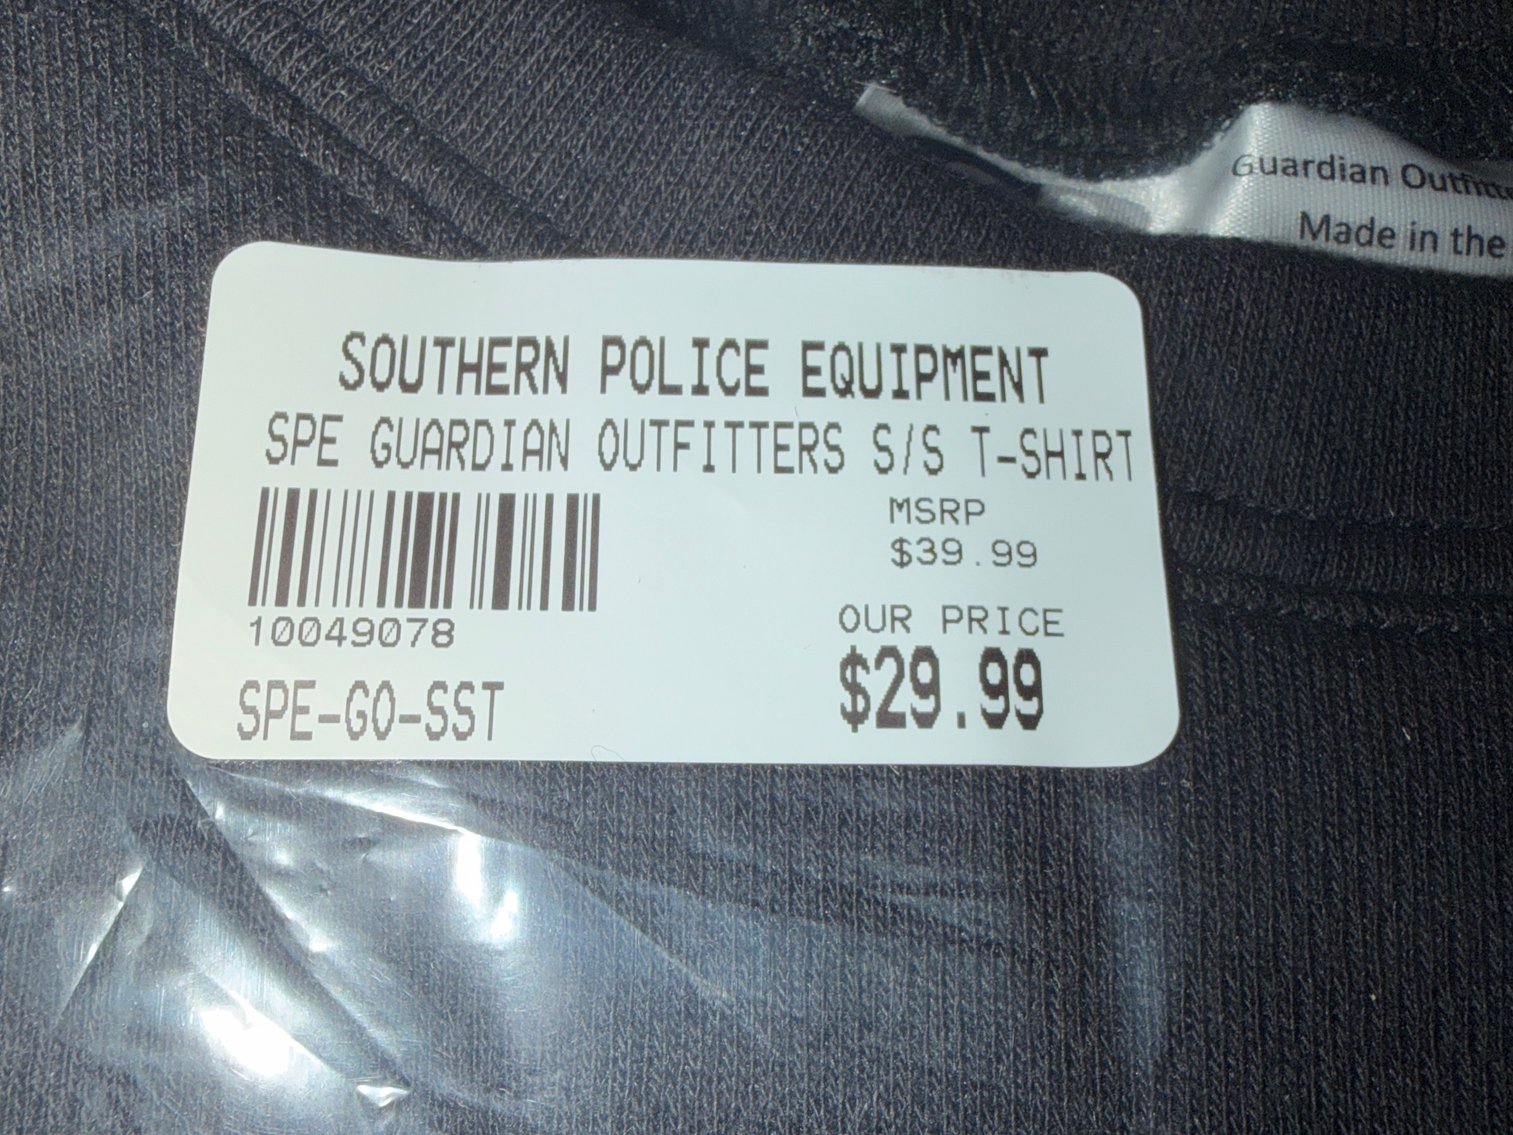 Guardian
Made in the
SOUTHERN POLICE EQUIPMENT
SPE GUARDIAN OUTFITTERS S/S T-SHIRT
MSRP
$39.99
10049078
OUR PRICE
$29.99
SPE-GO-SST